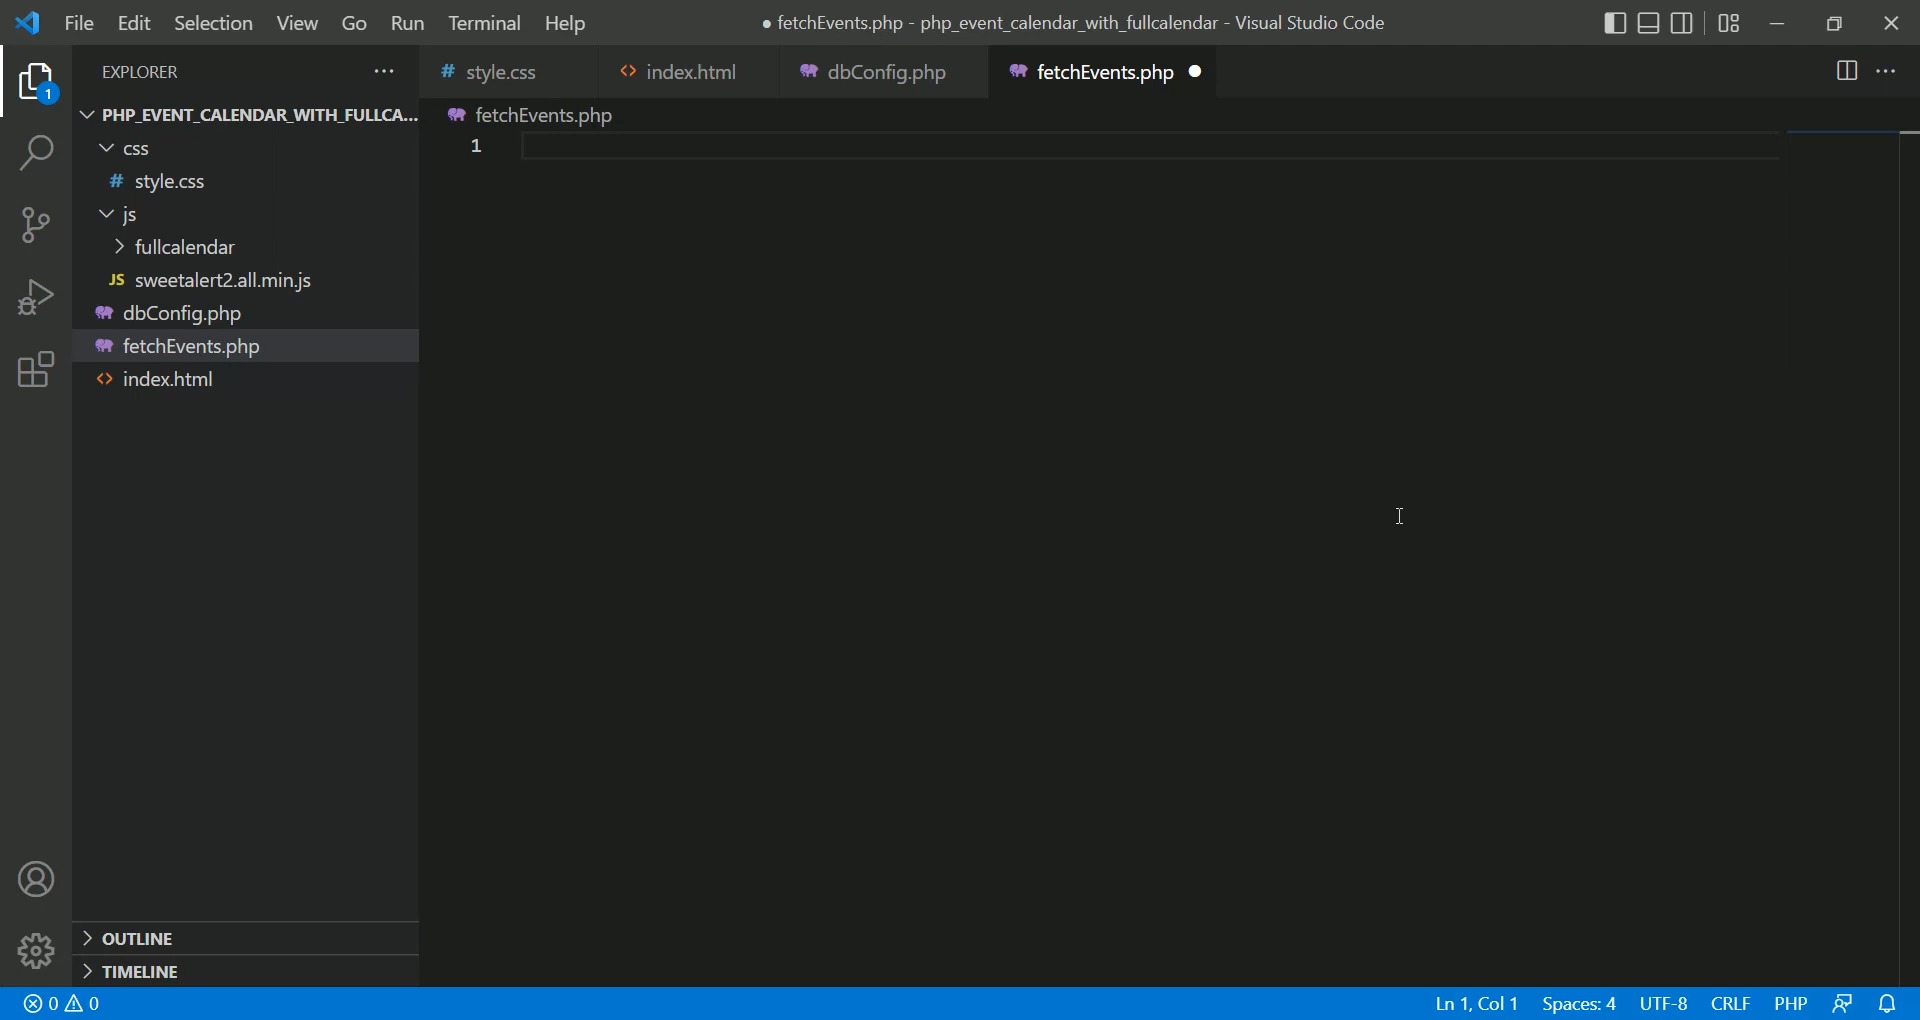 File Edit Selection View Go Run Terminal Help
● fetchEvents.php - php_event_calendar_with_fullcalendar - Visual Studio Code
1
EXPLORER
PHP_EVENT_CALENDAR_WITH_FULLCA...
css
# style.css
js
fullcalendar
JS sweetalert2.all.min.js
dbConfig.php
fetchEvents.php
<> index.html
OUTLINE
TIMELINE
# style.css
<> index.html
dbConfig.php
fetchEvents.php
fetchEvents.php
1
0 0
Ln 1, Col 1
Spaces: 4
UTF-8
CRLF
PHP